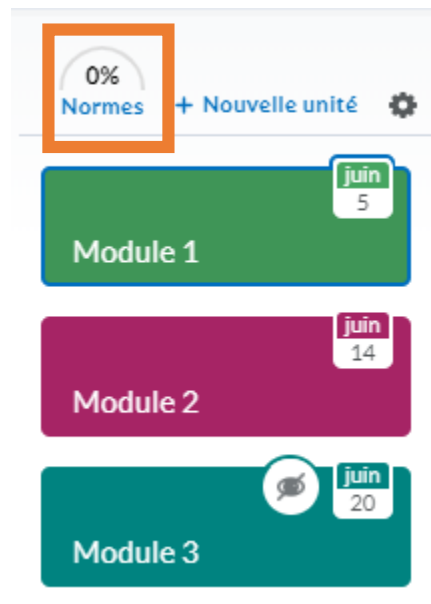 0%
Normes
+ Nouvelle unité
juin
5
Module 1
juin
14
Module 2
juin
20
Module 3